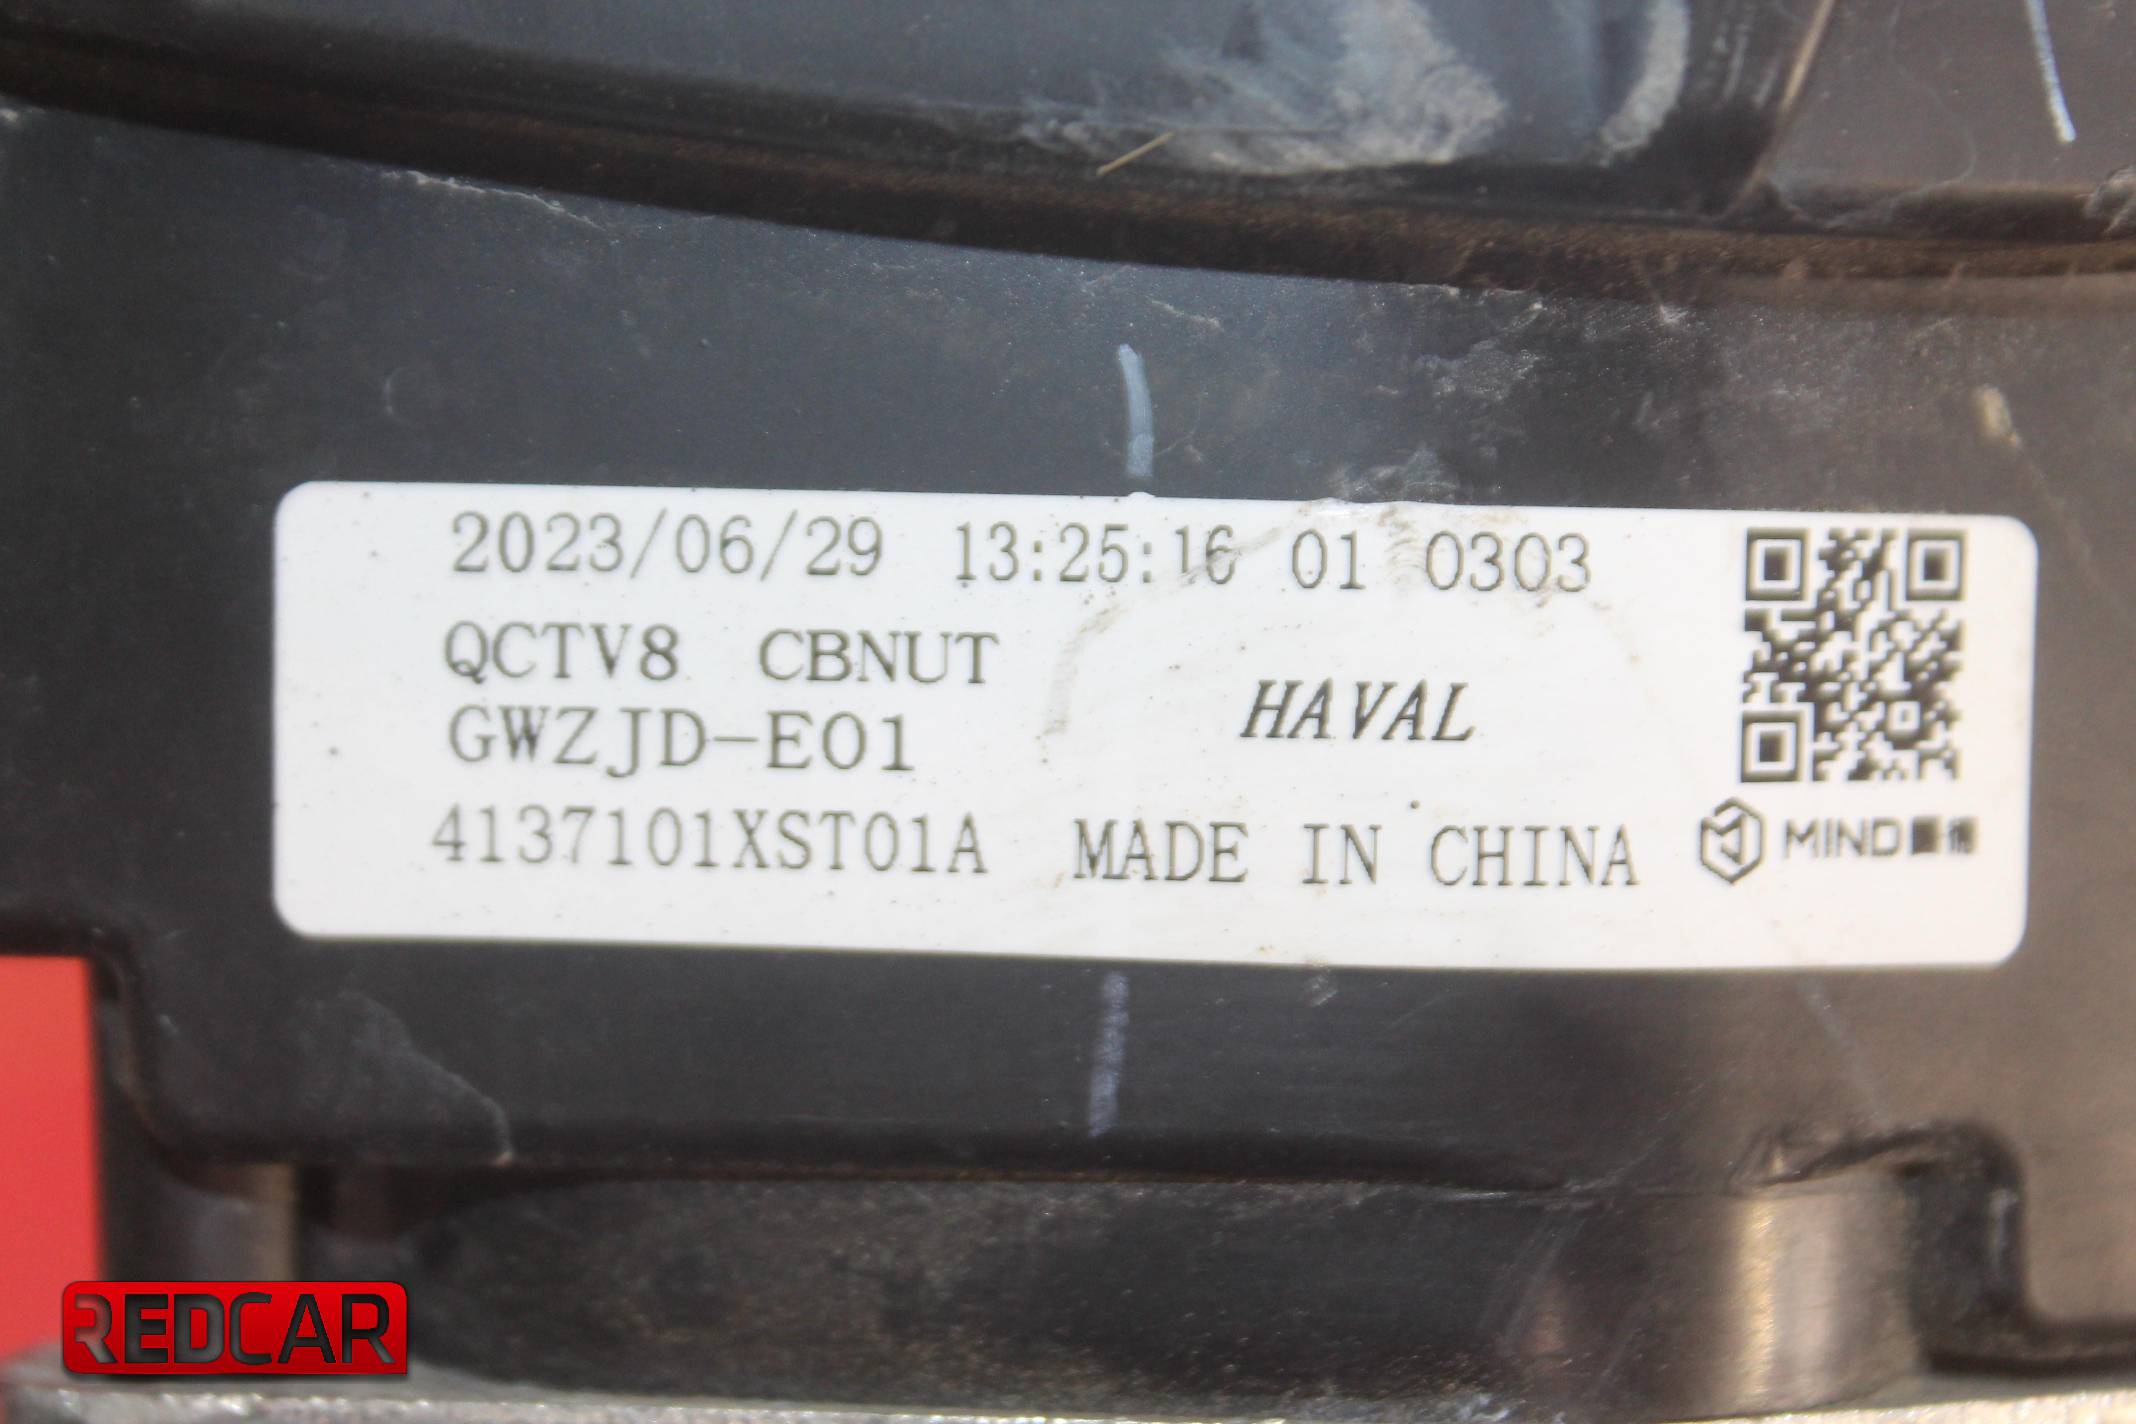 2023/06/29 13:25:16 01 0303
QCTV8 CBNUT
GWZJD-E01
HAVAL
4137101XST01A MADE IN CHINA
MIND
REDCAR